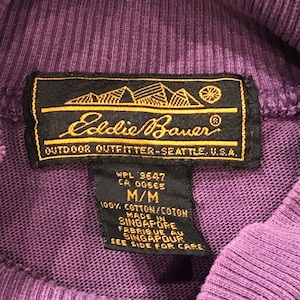 Eddie Bauer®
OUTDOOR OUTFITTER-SEATTLE, U.S.A.
WPL 3647
CA 00665
M/M
100% COTTON/COTON
MADE IN
SINGAPORE
FABRIQUE AU
SINGAPOUR
SEE SIDE FOR CARE